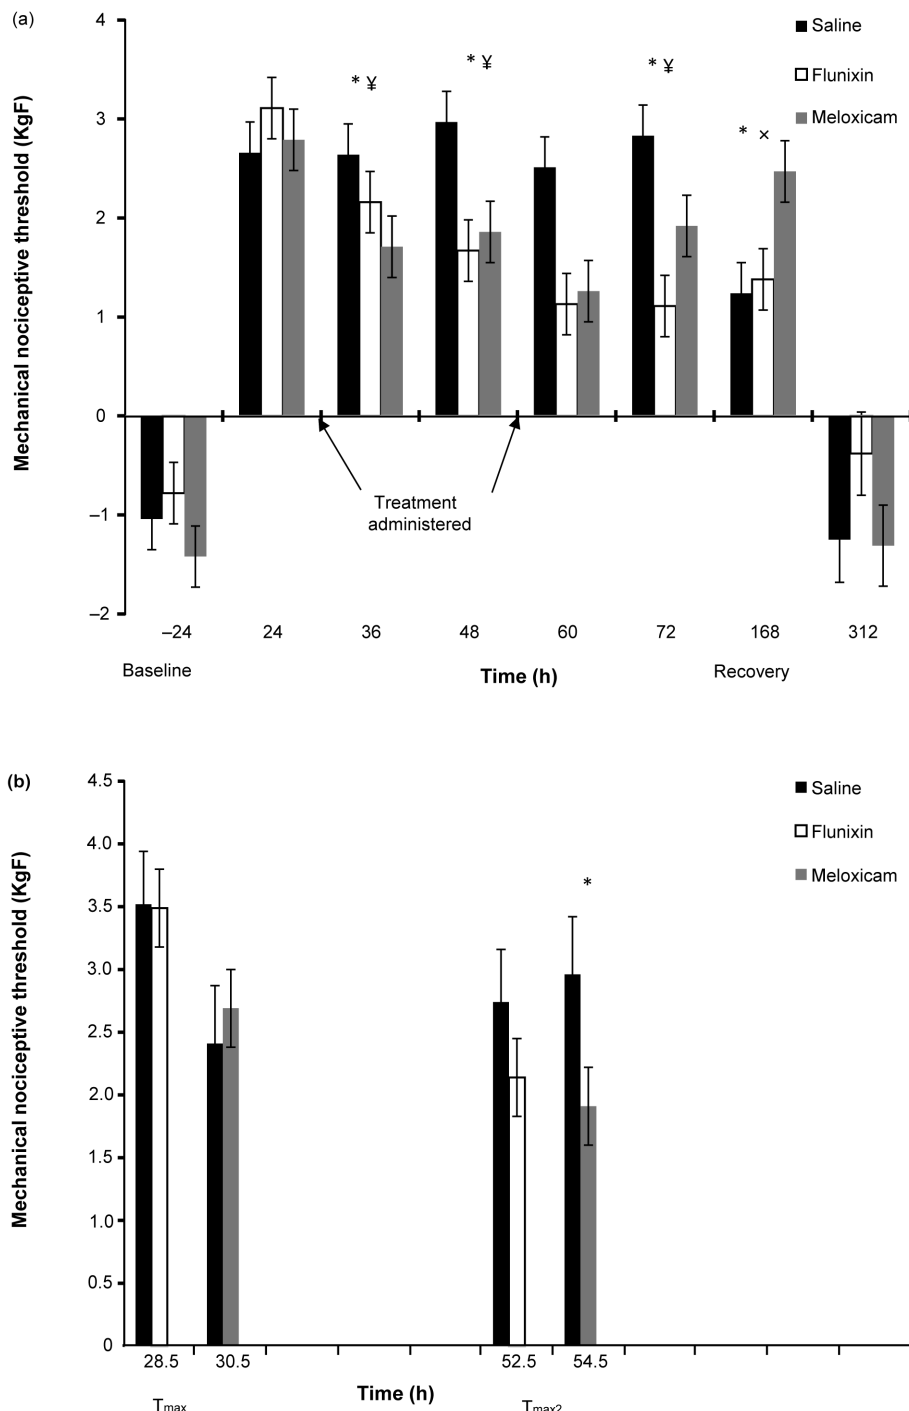 (a)
4
3
2
1
0
–1
–2
Mechanical nociceptive threshold (KgF)
Saline
Flunixin
Meloxicam
* ¥
* ¥
* ¥
* ×
Treatment
administered
–24 24 36 48 60 72 168 312
Baseline Time (h) Recovery
(b)
4.5
4.0
3.5
3.0
2.5
2.0
1.5
1.0
0.5
0
Mechanical nociceptive threshold (KgF)
Saline
Flunixin
Meloxicam
*
28.5 30.5 52.5 54.5
Time (h)
Tmax Tmax2